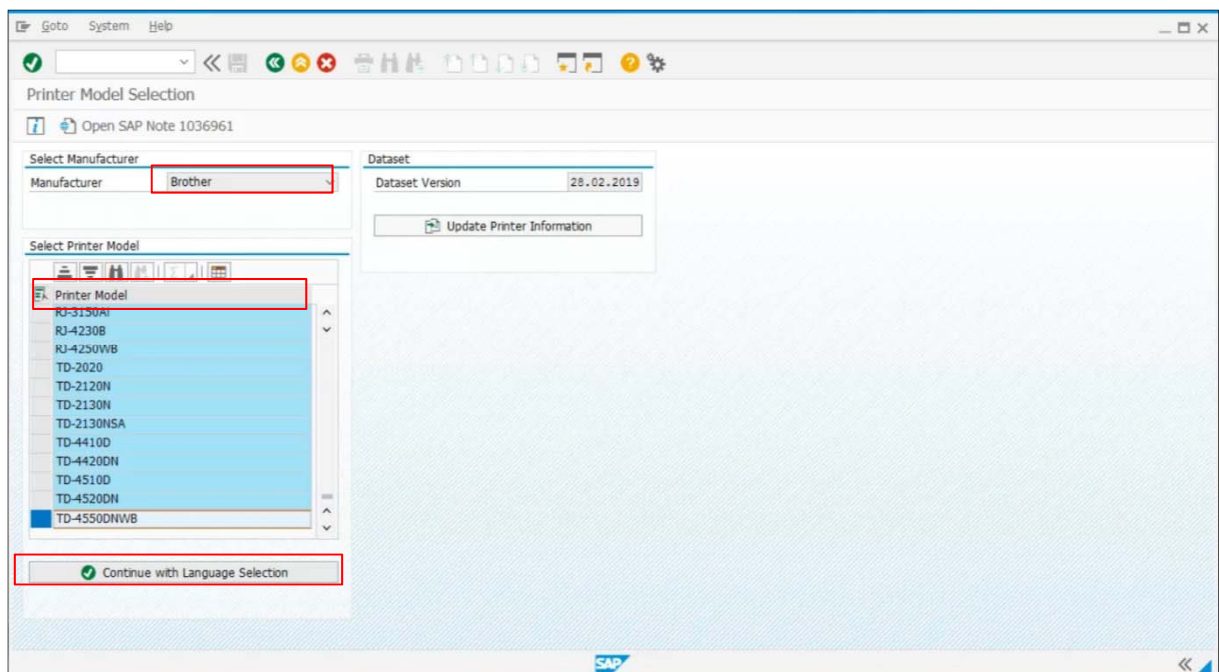 Goto System Help
Printer Model Selection
Open SAP Note 1036961
Select Manufacturer
Manufacturer Brother
Dataset
Dataset Version 28.02.2019
Update Printer Information
Select Printer Model
Printer Model
RJ-3150Ai
RJ-4230B
RJ-4250WB
TD-2020
TD-2120N
TD-2130N
TD-2130NSA
TD-4410D
TD-4420DN
TD-4510D
TD-4520DN
TD-4550DNWB
Continue with Language Selection
SAP